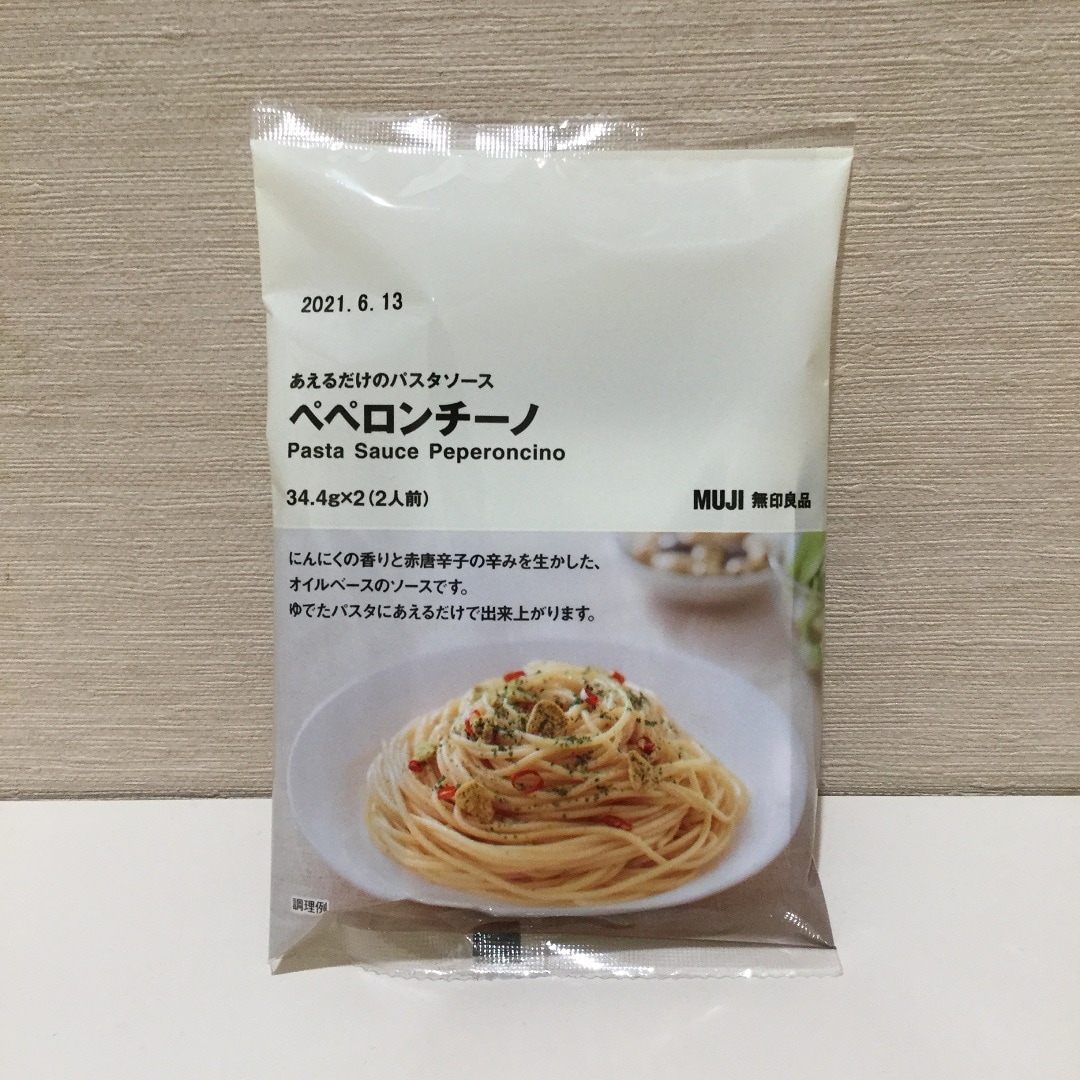 2021.6.13
あえるだけのパスタソース
ペペロンチーノ
Pasta Sauce Peperoncino
34.4g×2(2人前)
MUJI 無印良品
にんにくの香りと赤唐辛子の辛みを生かした、
オイルベースのソースです。
ゆでたパスタにあえるだけで出来上がります。
調理例